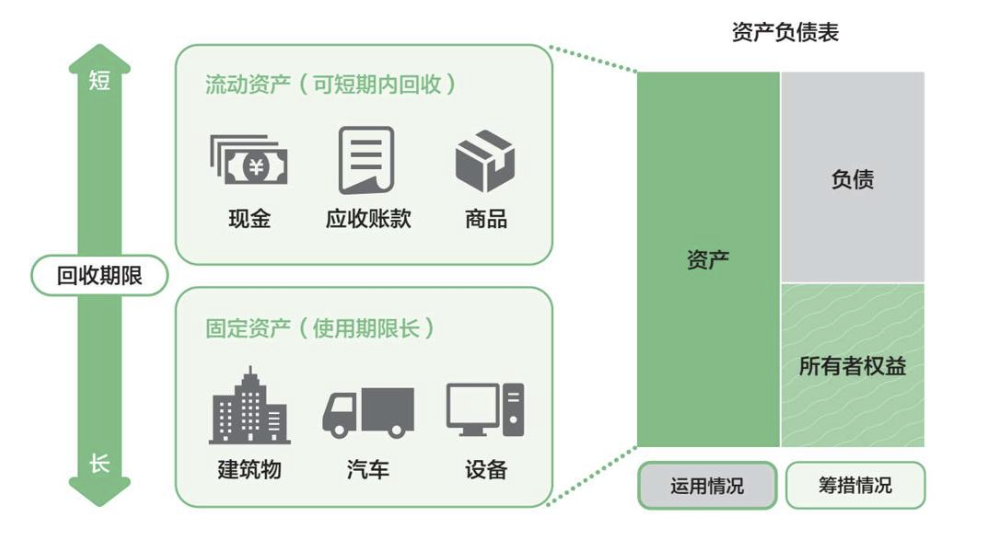 资产负债表
短
流动资产（可短期内回收）
¥
现金
应收账款
商品
回收期限
固定资产（使用期限长）
建筑物
汽车
设备
长
资产
负债
所有者权益
运用情况
筹措情况